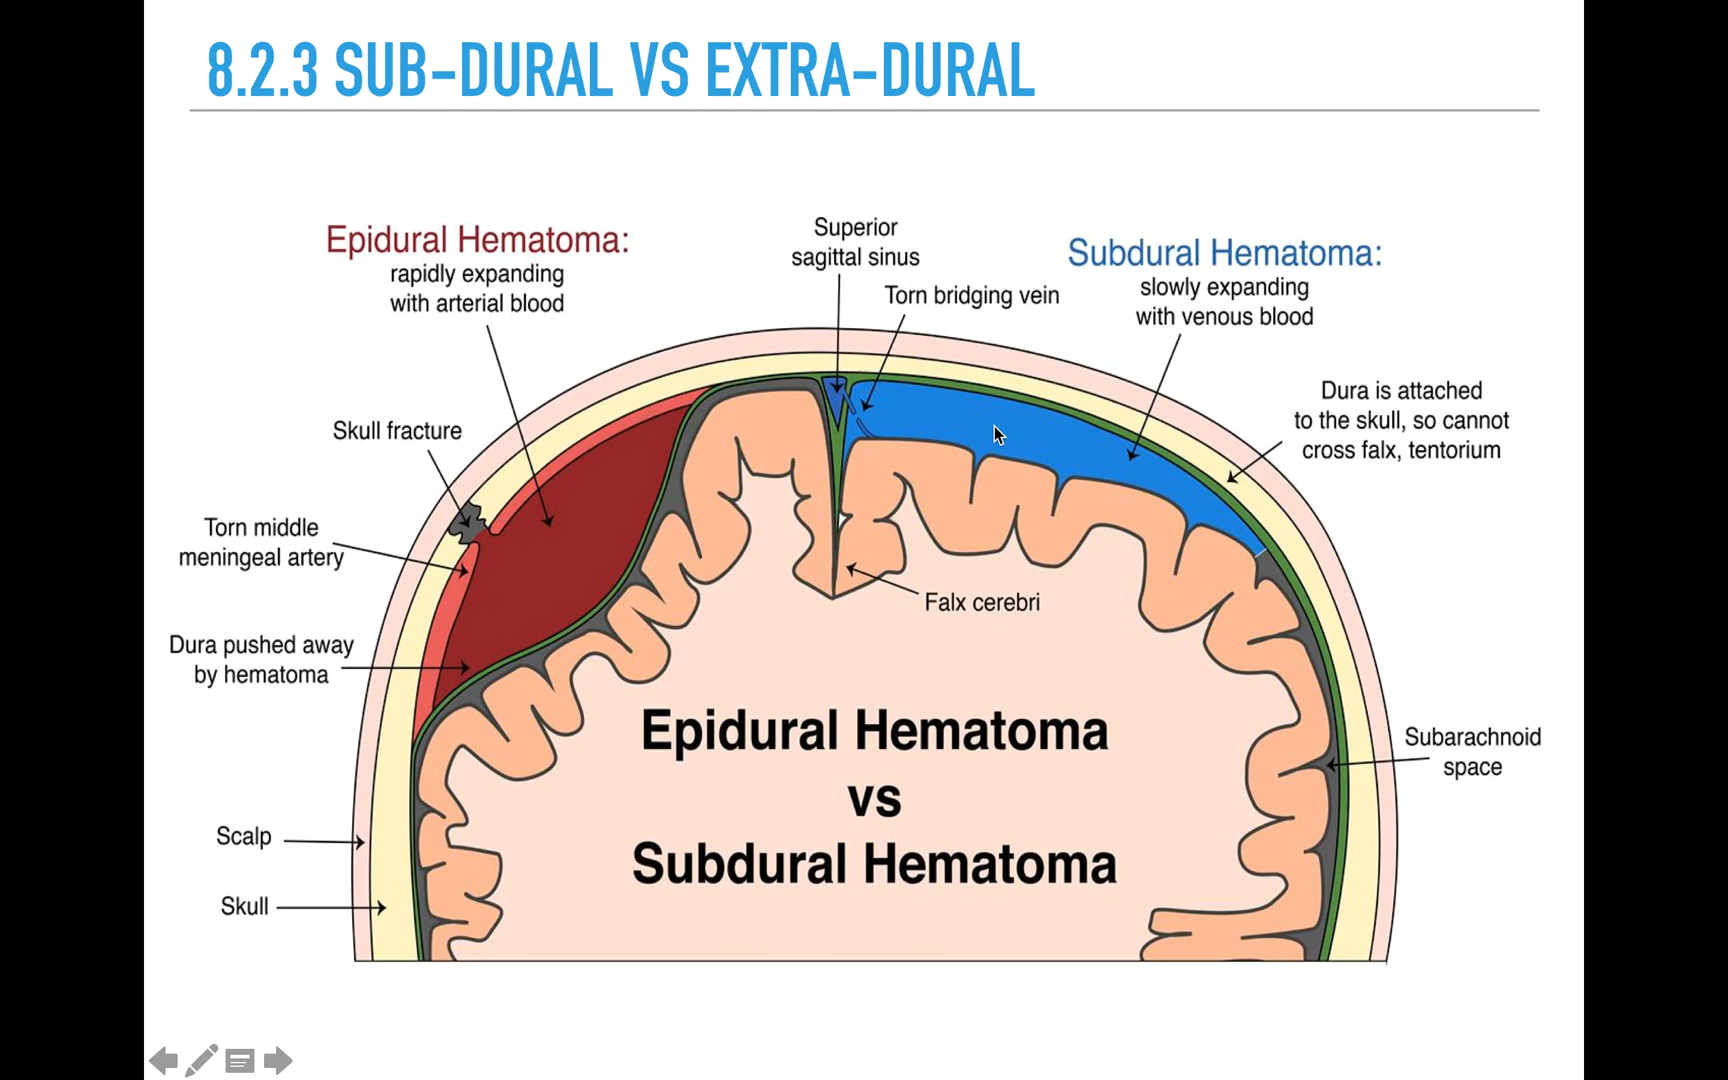 8.2.3 SUB-DURAL VS EXTRA-DURAL
Epidural Hematoma:
rapidly expanding
with arterial blood
Superior
sagittal sinus
Torn bridging vein
Subdural Hematoma:
slowly expanding
with venous blood
Dura is attached
to the skull, so cannot
cross falx, tentorium
Skull fracture
Torn middle
meningeal artery
Falx cerebri
Dura pushed away
by hematoma
Epidural Hematoma
vs
Subdural Hematoma
Subarachnoid
space
Scalp
Skull